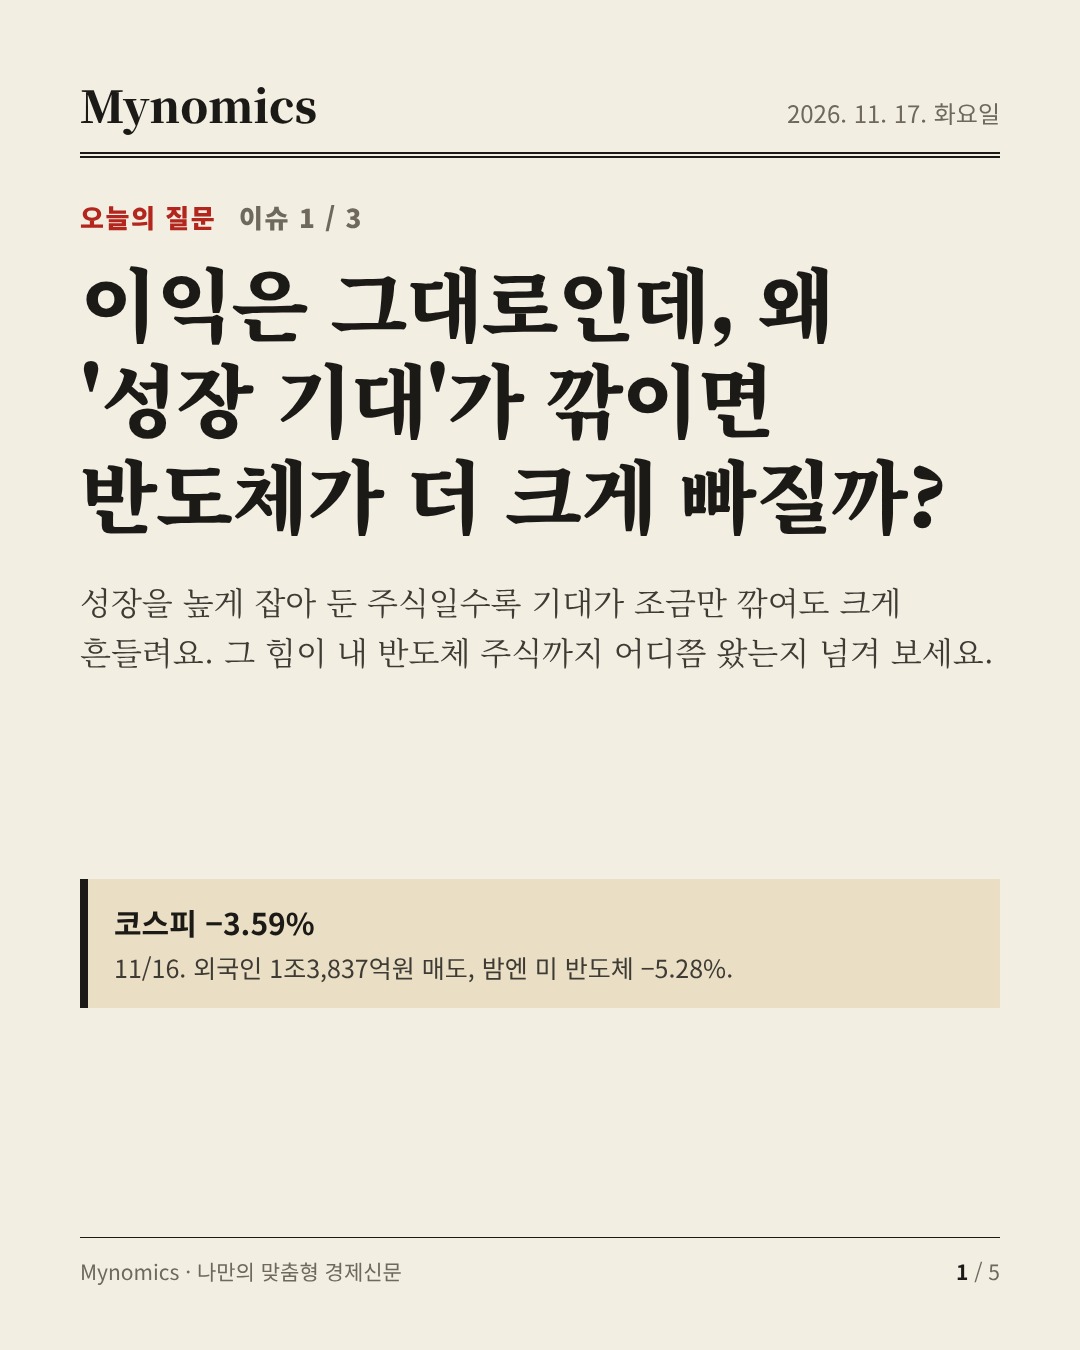 Mynomics
2026. 11. 17. 화요일
오늘의 질문 이슈 1 / 3
이익은 그대로인데, 왜
'성장 기대'가 깎이면
반도체가 더 크게 빠질까?
성장을 높게 잡아 둔 주식일수록 기대가 조금만 깎여도 크게
흔들려요. 그 힘이 내 반도체 주식까지 어디쯤 왔는지 넘겨 보세요.
코스피 −3.59%
11/16. 외국인 1조3,837억원 매도, 밤엔 미 반도체 −5.28%.
Mynomics · 나만의 맞춤형 경제신문
1 / 5